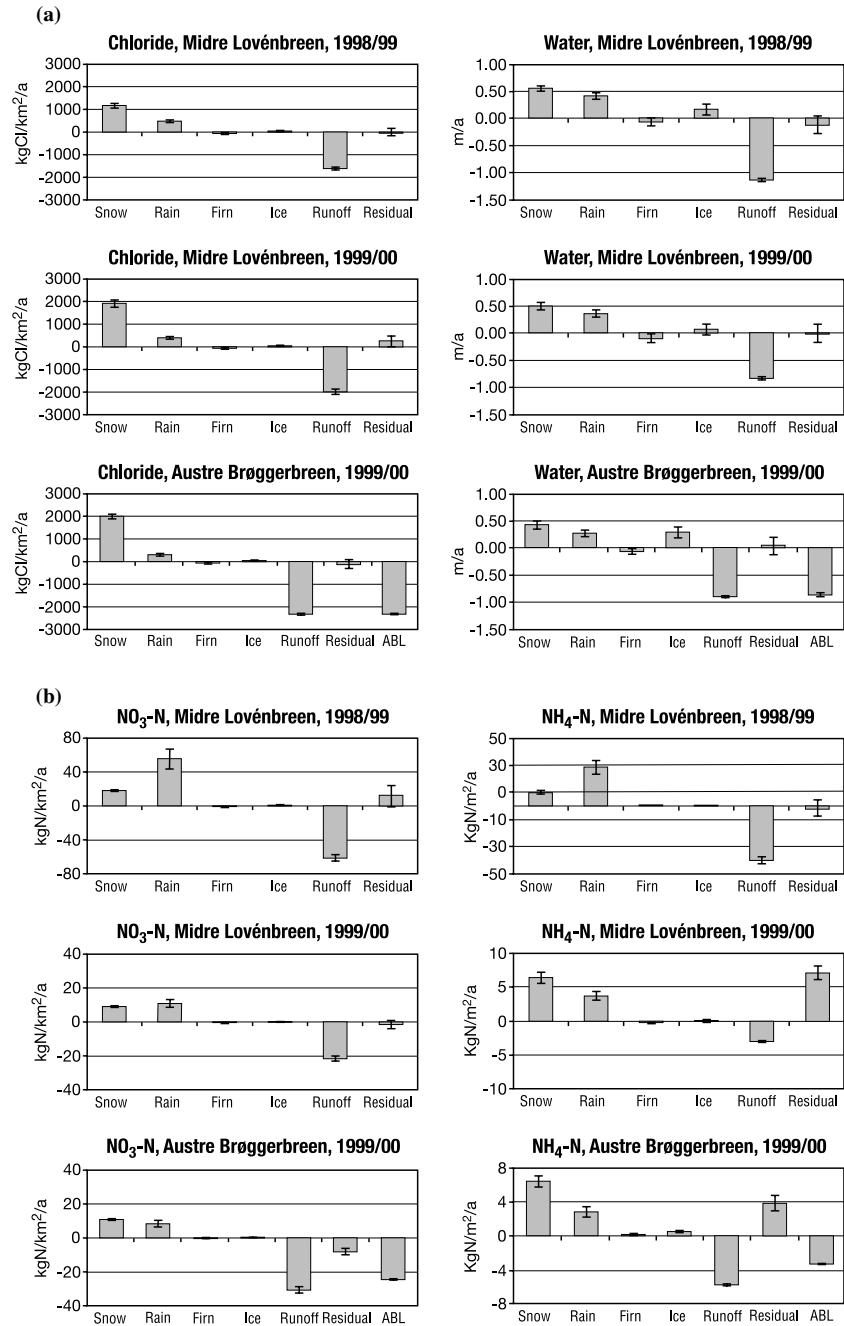 (a)
Chloride, Midre Lovénbreen, 1998/99
kgCl/km²/a
3000
2000
1000
0
-1000
-2000
-3000
Snow Rain Firn Ice Runoff Residual
Water, Midre Lovénbreen, 1998/99
m/a
1.00
0.50
0.00
-0.50
-1.00
-1.50
Snow Rain Firn Ice Runoff Residual
Chloride, Midre Lovénbreen, 1999/00
kgCl/km²/a
3000
2000
1000
0
-1000
-2000
-3000
Snow Rain Firn Ice Runoff Residual
Water, Midre Lovénbreen, 1999/00
m/a
1.00
0.50
0.00
-0.50
-1.00
-1.50
Snow Rain Firn Ice Runoff Residual
Chloride, Austre Brøggerbreen, 1999/00
kgCl/km²/a
3000
2000
1000
0
-1000
-2000
-3000
Snow Rain Firn Ice Runoff Residual ABL
Water, Austre Brøggerbreen, 1999/00
m/a
1.00
0.50
0.00
-0.50
-1.00
-1.50
Snow Rain Firn Ice Runoff Residual ABL
(b)
NO₃-N, Midre Lovénbreen, 1998/99
kgN/km²/a
80
40
0
-40
-80
Snow Rain Firn Ice Runoff Residual
NH₄-N, Midre Lovénbreen, 1998/99
KgN/m²/a
50
30
0
-10
-30
-50
Snow Rain Firn Ice Runoff Residual
NO₃-N, Midre Lovénbreen, 1999/00
kgN/km²/a
40
20
0
-20
-40
Snow Rain Firn Ice Runoff Residual
NH₄-N, Midre Lovénbreen, 1999/00
KgN/m²/a
10
5
0
-5
-10
Snow Rain Firn Ice Runoff Residual
NO₃-N, Austre Brøggerbreen, 1999/00
kgN/km²/a
40
20
0
-20
-40
Snow Rain Firn Ice Runoff Residual ABL
NH₄-N, Austre Brøggerbreen, 1999/00
KgN/m²/a
8
4
0
-4
-8
Snow Rain Firn Ice Runoff Residual ABL